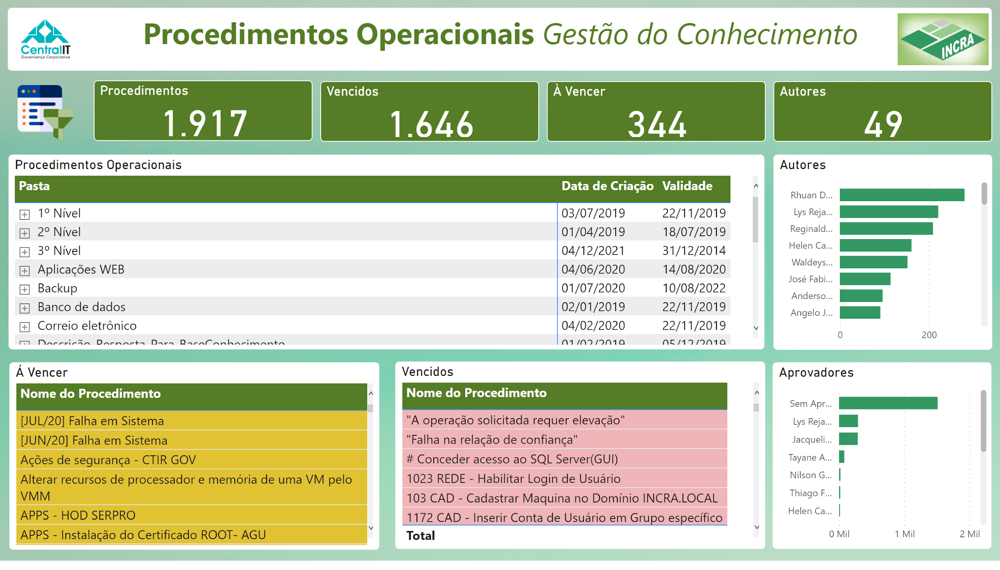 CentralIT
Governança Corporativa
Procedimentos Operacionais Gestão do Conhecimento
INCRA
Procedimentos
1.917
Vencidos
1.646
À Vencer
344
Autores
49
Procedimentos Operacionais
Pasta Data de Criação Validade
1º Nível 03/07/2019 22/11/2019
2º Nível 01/04/2019 18/07/2019
3º Nível 04/12/2021 31/12/2014
Aplicações WEB 04/06/2020 14/08/2020
Backup 01/07/2020 10/08/2022
Banco de dados 02/01/2019 22/11/2019
Correio eletrônico 04/02/2020 22/11/2019
Descrição_Resposta_Para_BaseConhecimento 01/02/2019 05/12/2019
Autores
Rhuan D...
Lys Reja...
Reginald...
Helen Ca...
Waldeys...
José Fabi...
Anderso...
Angelo J...
0 200
Á Vencer
Nome do Procedimento
[JUL/20] Falha em Sistema
[JUN/20] Falha em Sistema
Ações de segurança - CTIR GOV
Alterar recursos de processador e memória de uma VM pelo
VMM
APPS - HOD SERPRO
APPS - Instalação do Certificado ROOT- AGU
Vencidos
Nome do Procedimento
"A operação solicitada requer elevação"
"Falha na relação de confiança"
# Conceder acesso ao SQL Server(GUI)
1023 REDE - Habilitar Login de Usuário
103 CAD - Cadastrar Maquina no Domínio INCRA.LOCAL
1172 CAD - Inserir Conta de Usuário em Grupo específico
Total
Aprovadores
Sem Apr...
Lys Reja...
Jacqueli...
Tayane A...
Nilson G...
Thiago F...
Helen Ca...
0 Mil 1 Mil 2 Mil